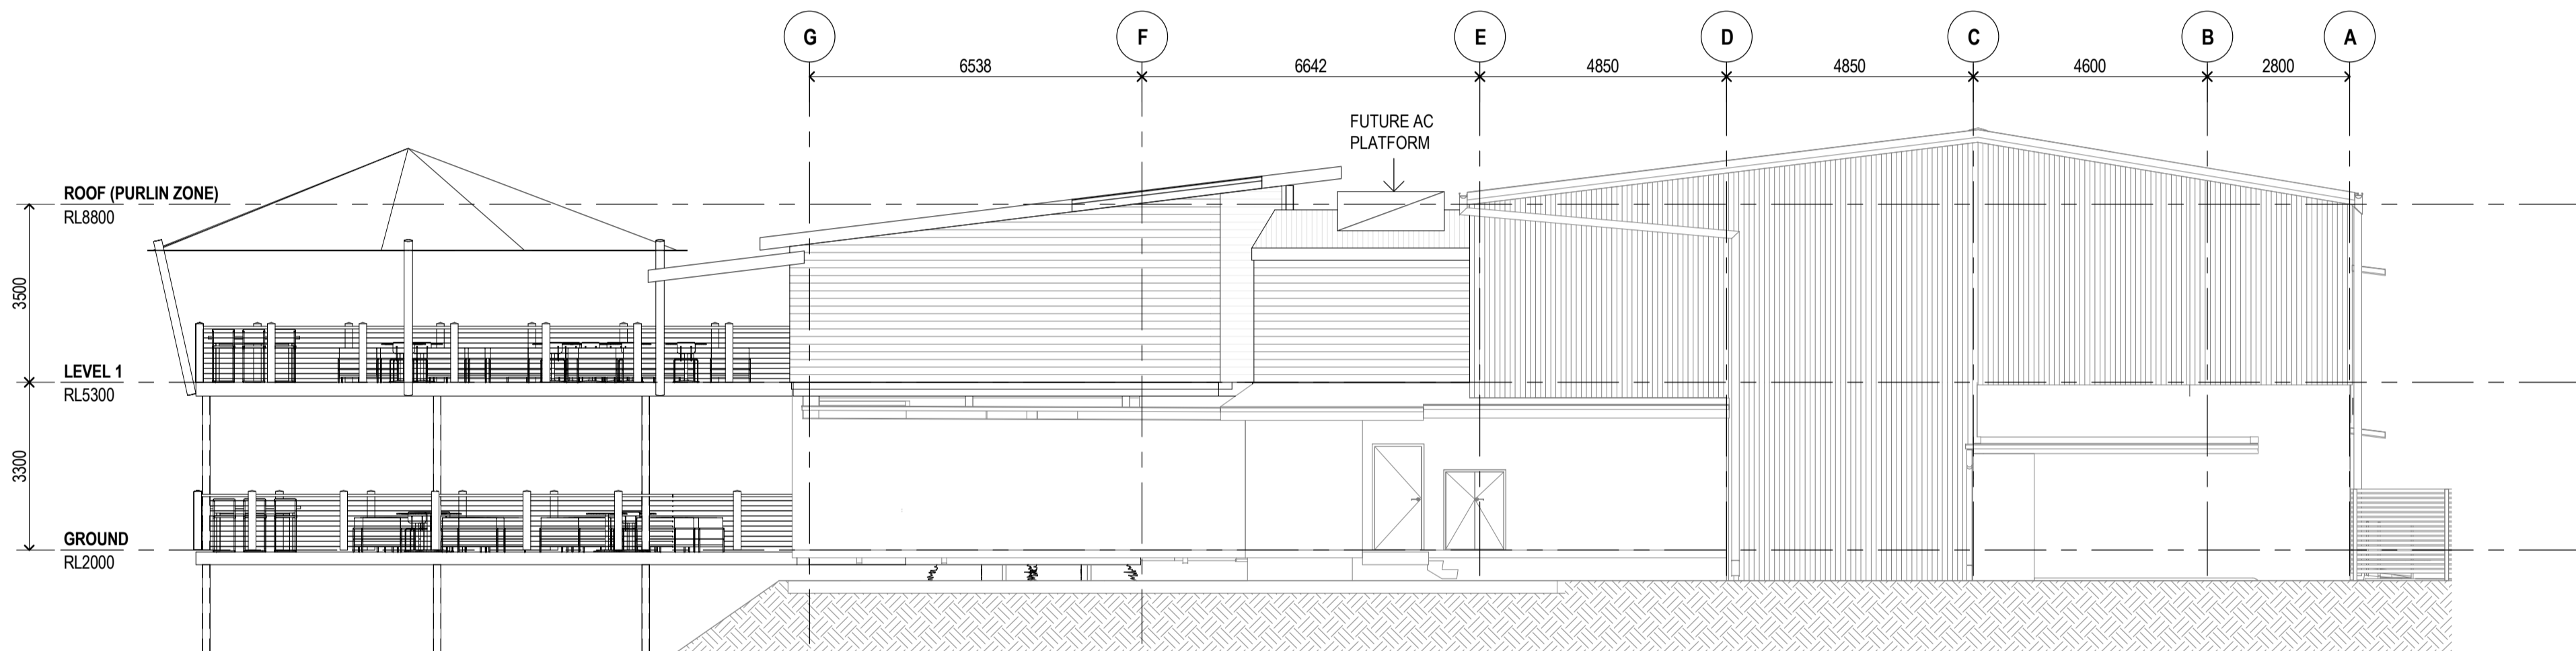 G
F
E
D
C
B
A
6538
6642
4850
4850
4600
2800
FUTURE AC
PLATFORM
ROOF (PURLIN ZONE)
RL8800
3500
LEVEL 1
RL5300
3300
GROUND
RL2000